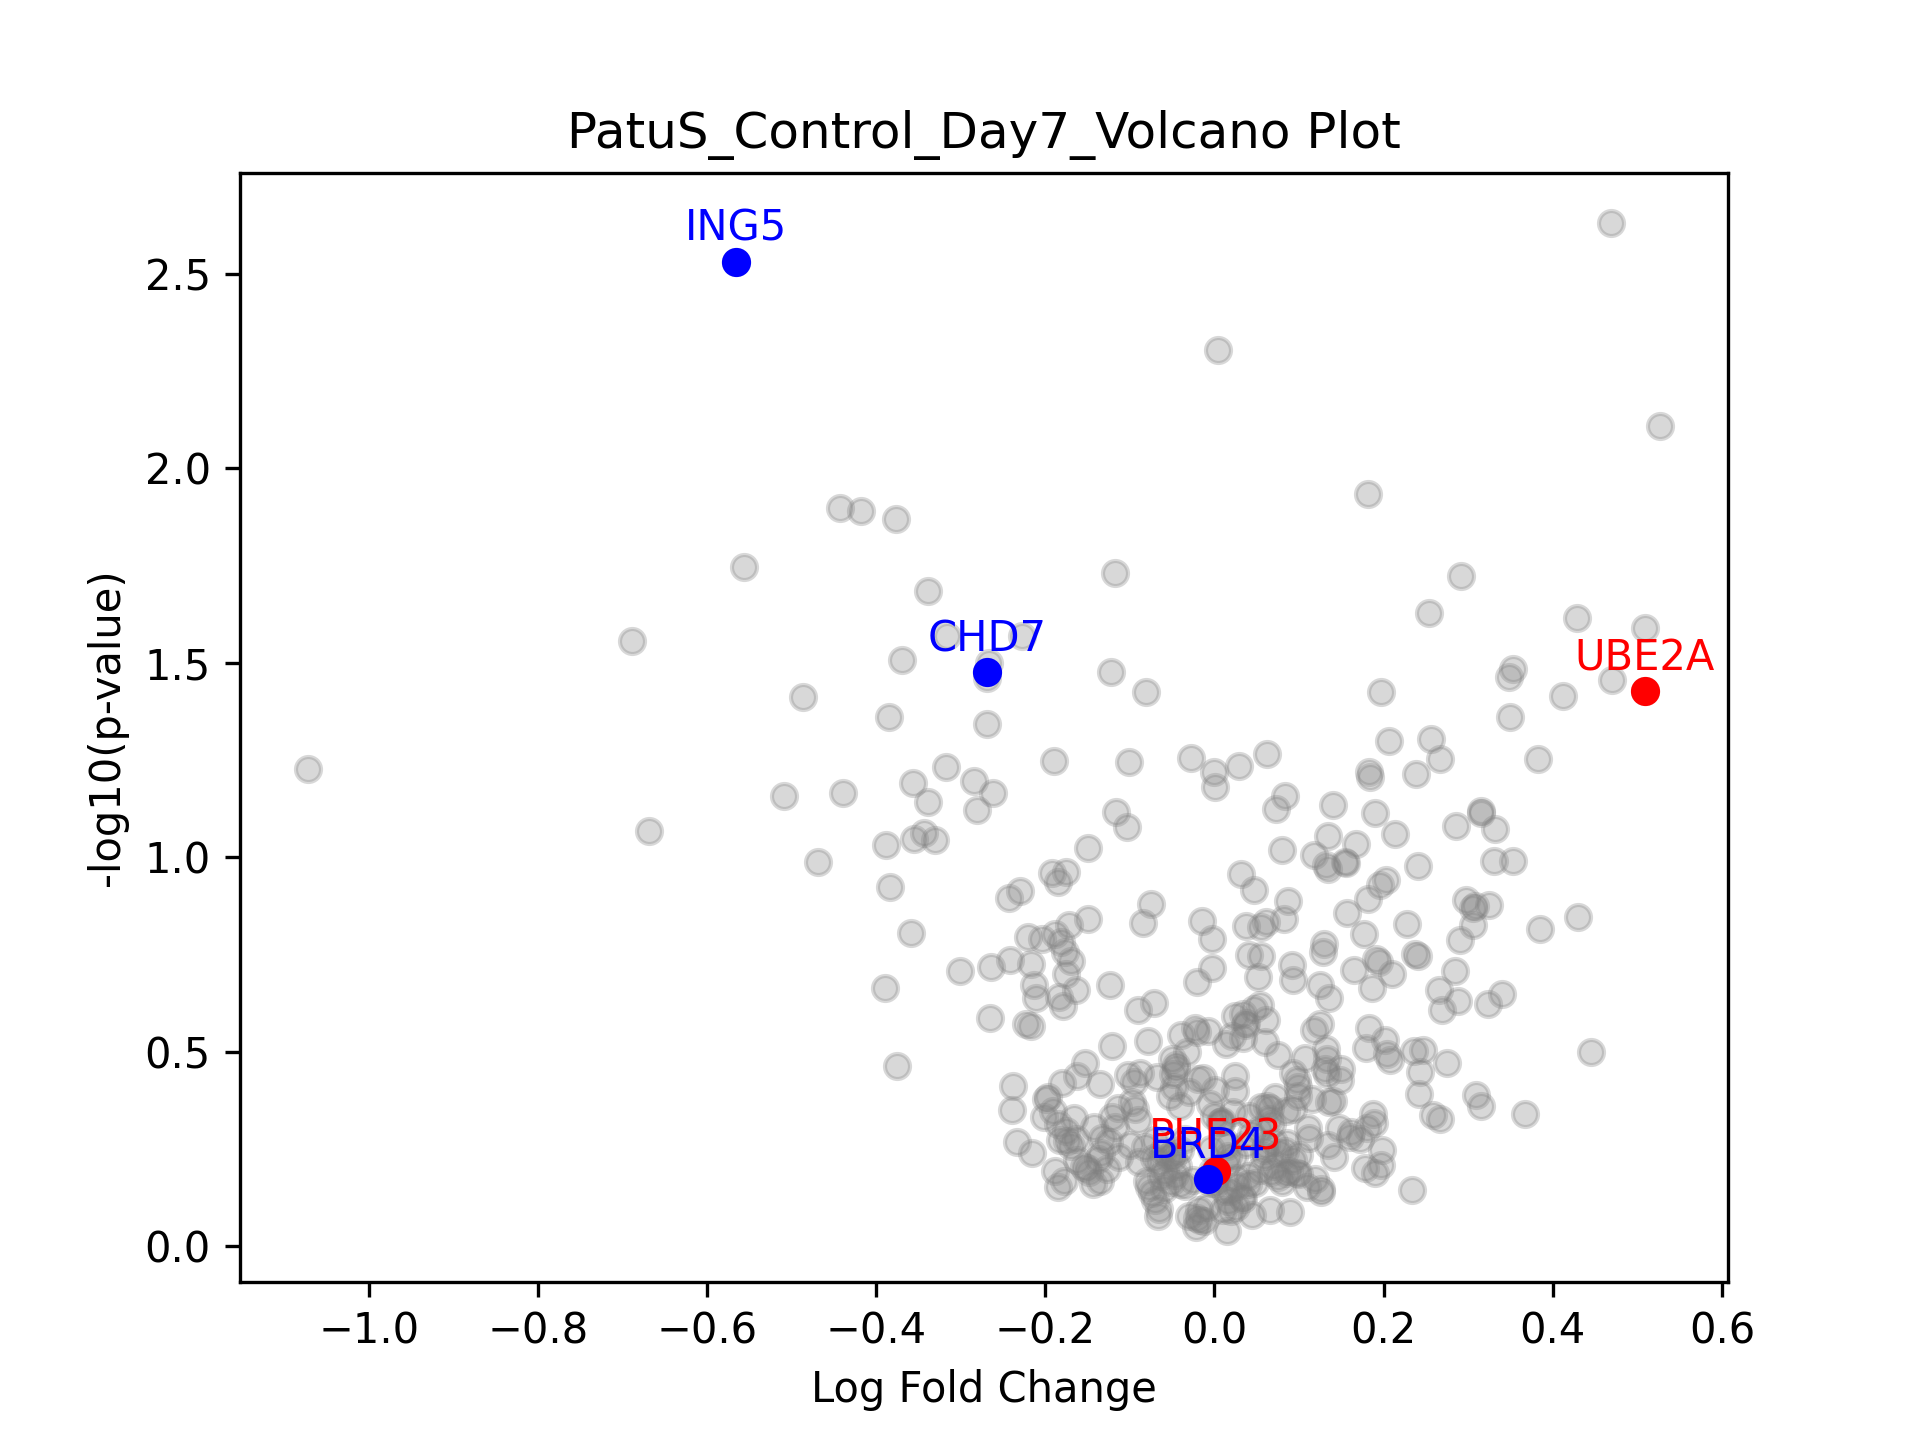 PatuS_Control_Day7_Volcano Plot
ING5
CHD7
UBE2A
PHF23
BRD4
-log10(p-value)
2.5
2.0
1.5
1.0
0.5
0.0
−1.0 −0.8 −0.6 −0.4 −0.2 0.0 0.2 0.4 0.6
Log Fold Change